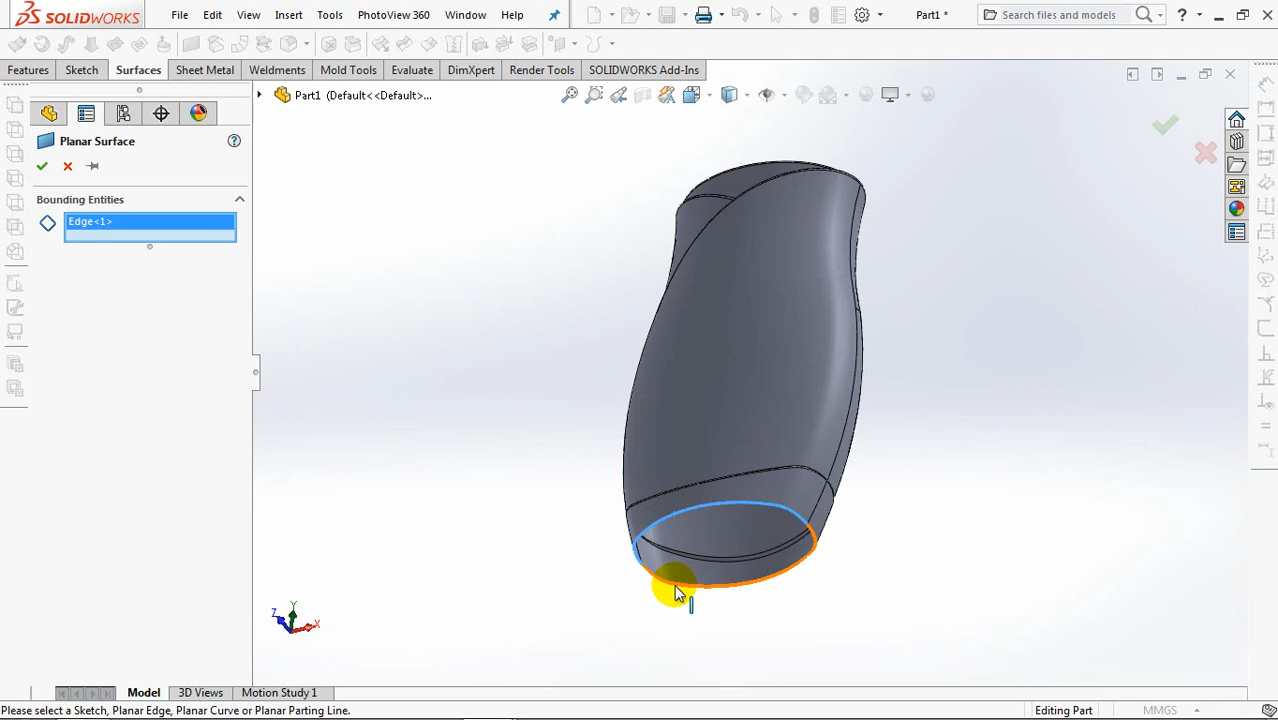 SOLIDWORKS File Edit View Insert Tools PhotoView 360 Window Help Part1 * Search files and models ?
Features Sketch Surfaces Sheet Metal Weldments Mold Tools Evaluate DimXpert Render Tools SOLIDWORKS Add-Ins
Part1 (Default<<Default>...
Planar Surface ?
Bounding Entities
Edge<1>
Y
Z
X
Model 3D Views Motion Study 1
Please select a Sketch, Planar Edge, Planar Curve or Planar Parting Line. Editing Part MMGS